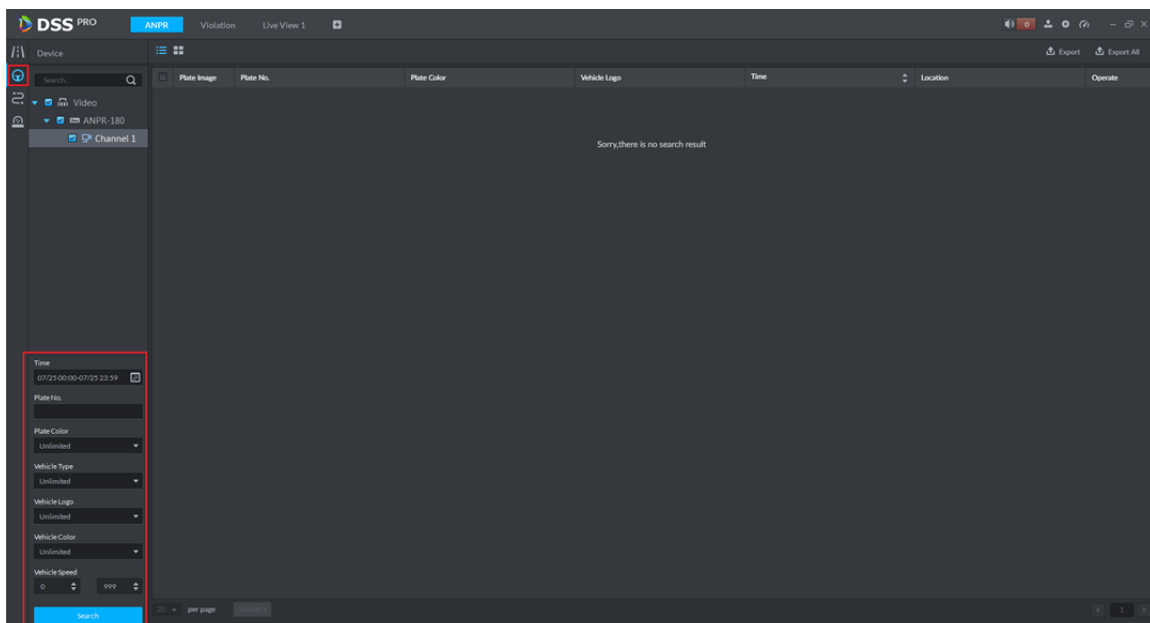 DSS PRO
ANPR
Violation
Live View 1
0
Device
Export
Export All
Search..
Plate Image
Plate No.
Plate Color
Vehicle Logo
Time
Location
Operate
Video
ANPR-180
Channel 1
Sorry,there is no search result
Time
07/25 00:00-07/25 23:59
Plate No.
Plate Color
Unlimited
Vehicle Type
Unlimited
Vehicle Logo
Unlimited
Vehicle Color
Unlimited
Vehicle Speed
0
999
Search
20
per page
1